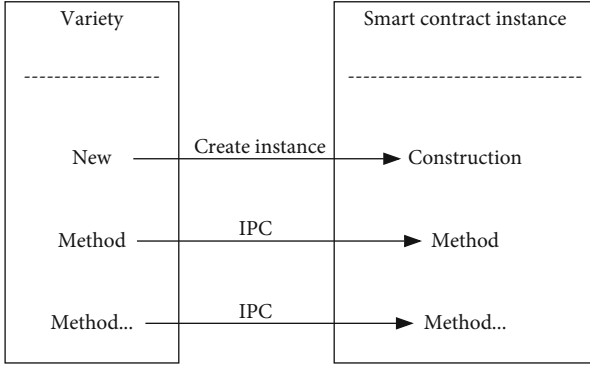 Variety
Smart contract instance
New
Create instance
Construction
Method
IPC
Method
Method...
IPC
Method...